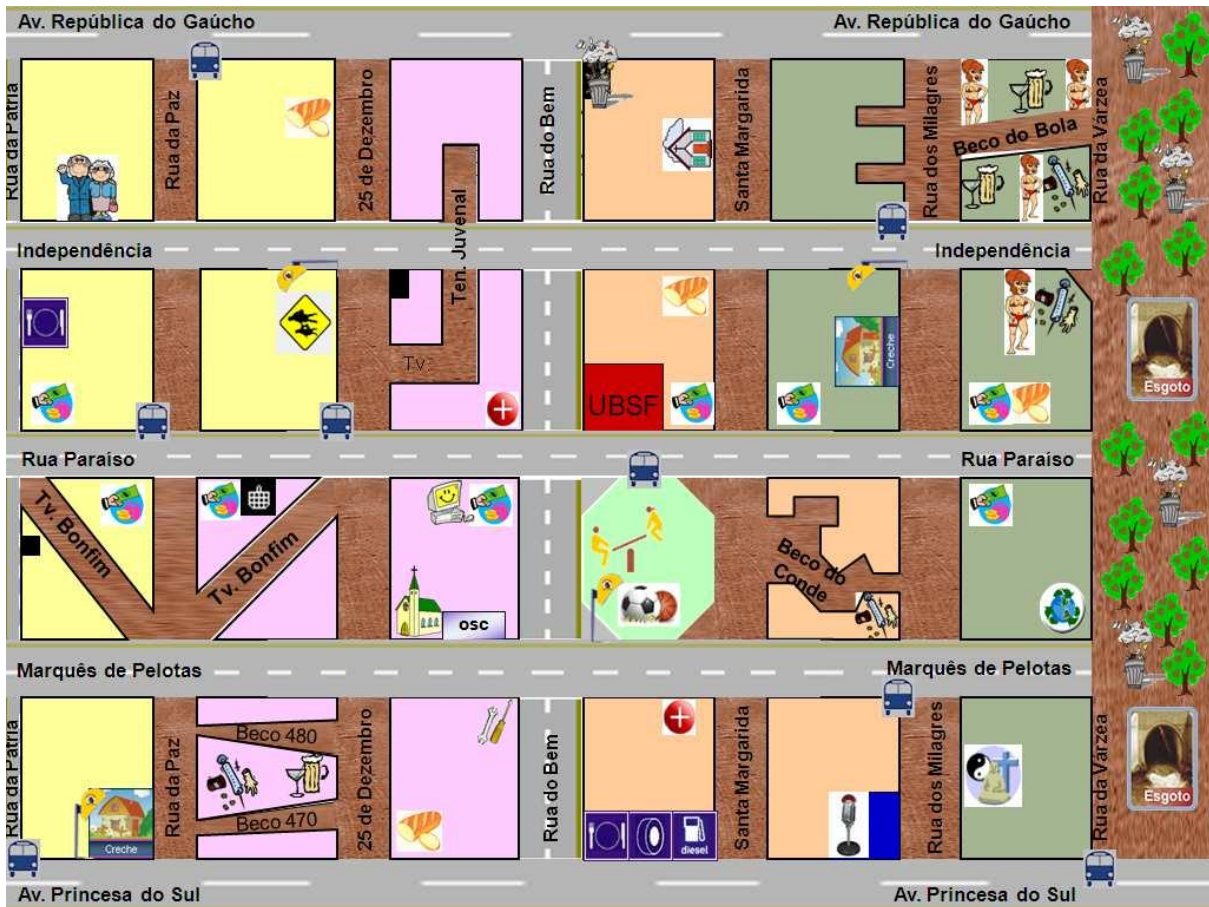 Av. República do Gaúcho
Av. República do Gaúcho
Rua da Pátria
Rua da Paz
25 de Dezembro
Rua do Bem
Santa Margarida
Rua dos Milagres
Beco do Bola
Rua da Várzea
Independência
Ten. Juvenal
Independência
Tv.
Creche
UBSF
Esgoto
Rua Paraíso
Rua Paraíso
Tv. Bonfim
Tv. Bonfim
Beco do
Conde
osc
Marquês de Pelotas
Marquês de Pelotas
Rua da Pátria
Rua da Paz
Beco 480
Beco 470
25 de Dezembro
Rua do Bem
Santa Margarida
Rua dos Milagres
Rua da Várzea
Esgoto
Creche
diesel
Av. Princesa do Sul
Av. Princesa do Sul